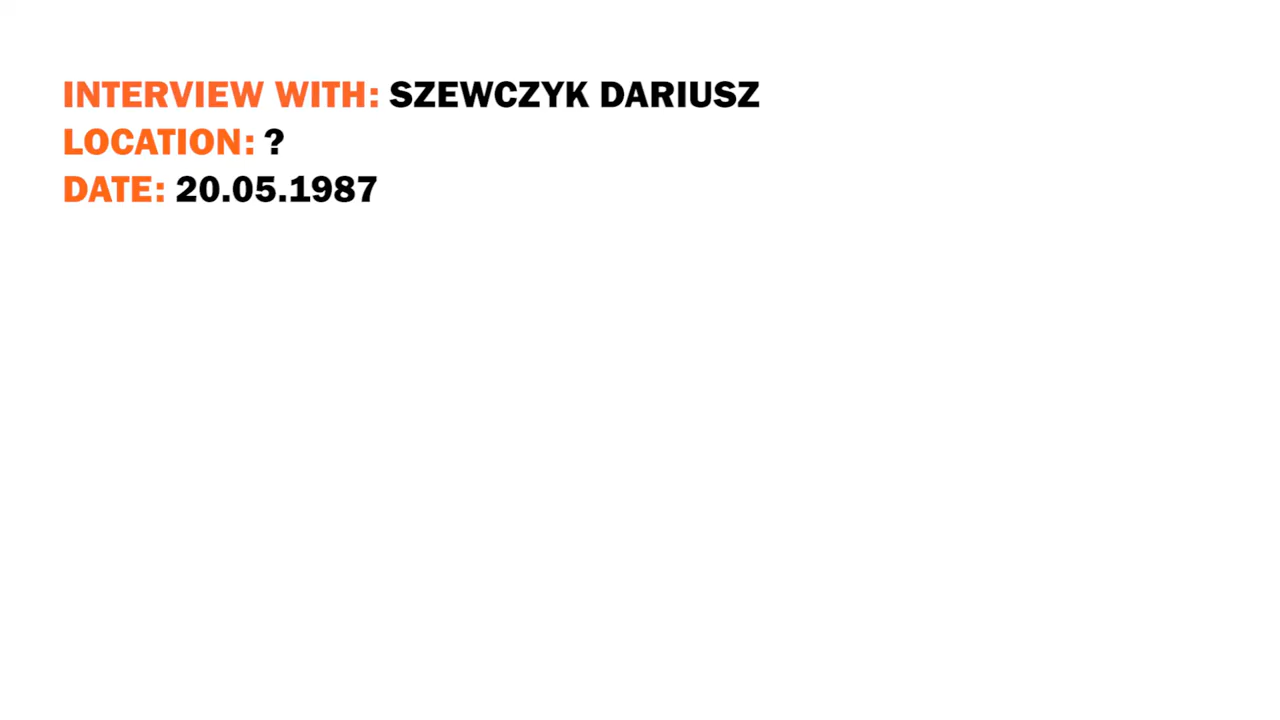 INTERVIEW WITH: SZEWCZYK DARIUSZ
LOCATION: ?
DATE: 20.05.1987